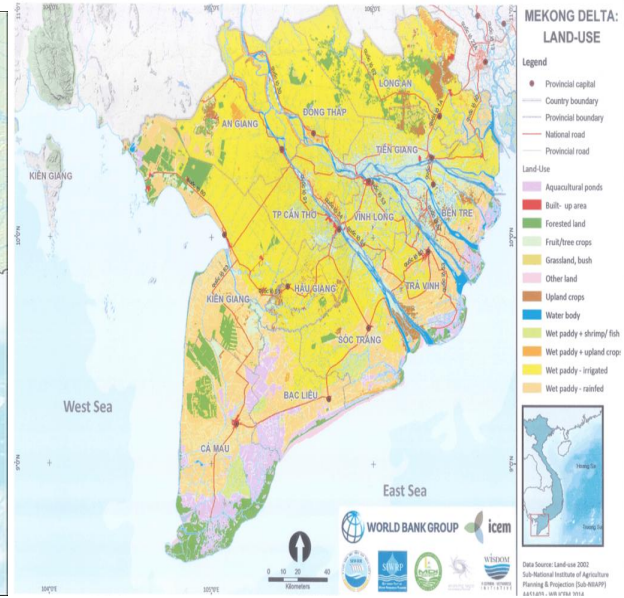 MEKONG DELTA:
LAND-USE
Legend
Provincial capital
Country boundary
Provincial boundary
National road
Provincial road
Land-Use
Aquacultural ponds
Built- up area
Forested land
Fruit/tree crops
Grassland, bush
Other land
Upland crops
Water body
Wet paddy + shrimp/ fish
Wet paddy + upland crops
Wet paddy - irrigated
Wet paddy - rainfed
LONG AN
ĐỒNG THÁP
AN GIANG
TIỀN GIANG
KIÊN GIANG
BẾN TRE
TP CẦN THƠ
VĨNH LONG
TRÀ VINH
HẬU GIANG
KIÊN GIANG
SÓC TRĂNG
BẠC LIÊU
CÀ MAU
West Sea
East Sea
WORLD BANK GROUP
icem
WISDOM
0 10 20 40
Kilometers
Data Source: Land-use 2002
Sub-National Institute of Agriculture
Planning & Projection (Sub-NIAPP)